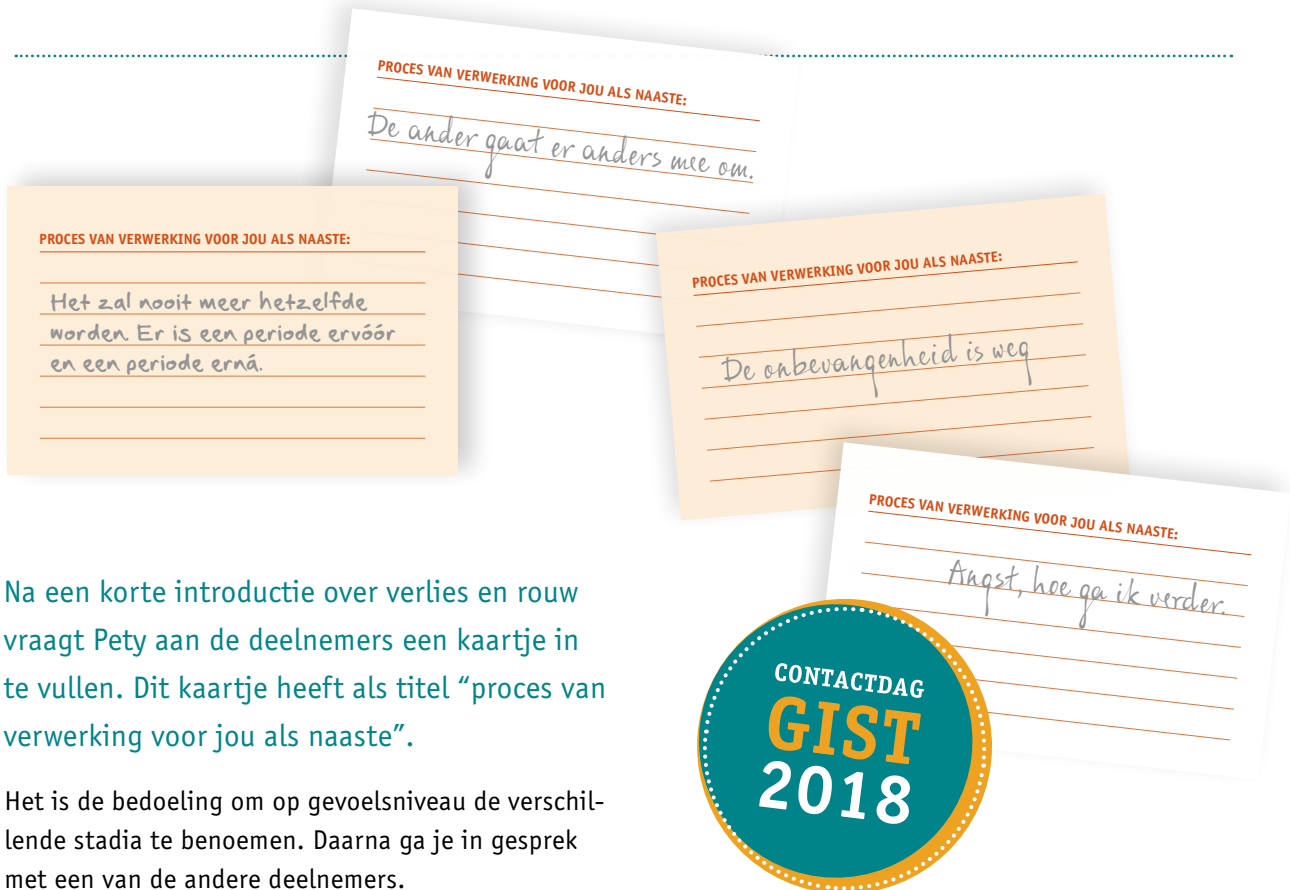 PROCES VAN VERWERKING VOOR JOU ALS NAASTE:
De ander gaat er anders mee om.
PROCES VAN VERWERKING VOOR JOU ALS NAASTE:
Het zal nooit meer hetzelfde
worden. Er is een periode ervóór
en een periode erná.
PROCES VAN VERWERKING VOOR JOU ALS NAASTE:
De onbevangenheid is weg
PROCES VAN VERWERKING VOOR JOU ALS NAASTE:
Angst, hoe ga ik verder.
Na een korte introductie over verlies en rouw
vraagt Pety aan de deelnemers een kaartje in
te vullen. Dit kaartje heeft als titel “proces van
verwerking voor jou als naaste”.
Het is de bedoeling om op gevoelsniveau de verschil-
lende stadia te benoemen. Daarna ga je in gesprek
met een van de andere deelnemers.
CONTACTDAG
GIST
2018